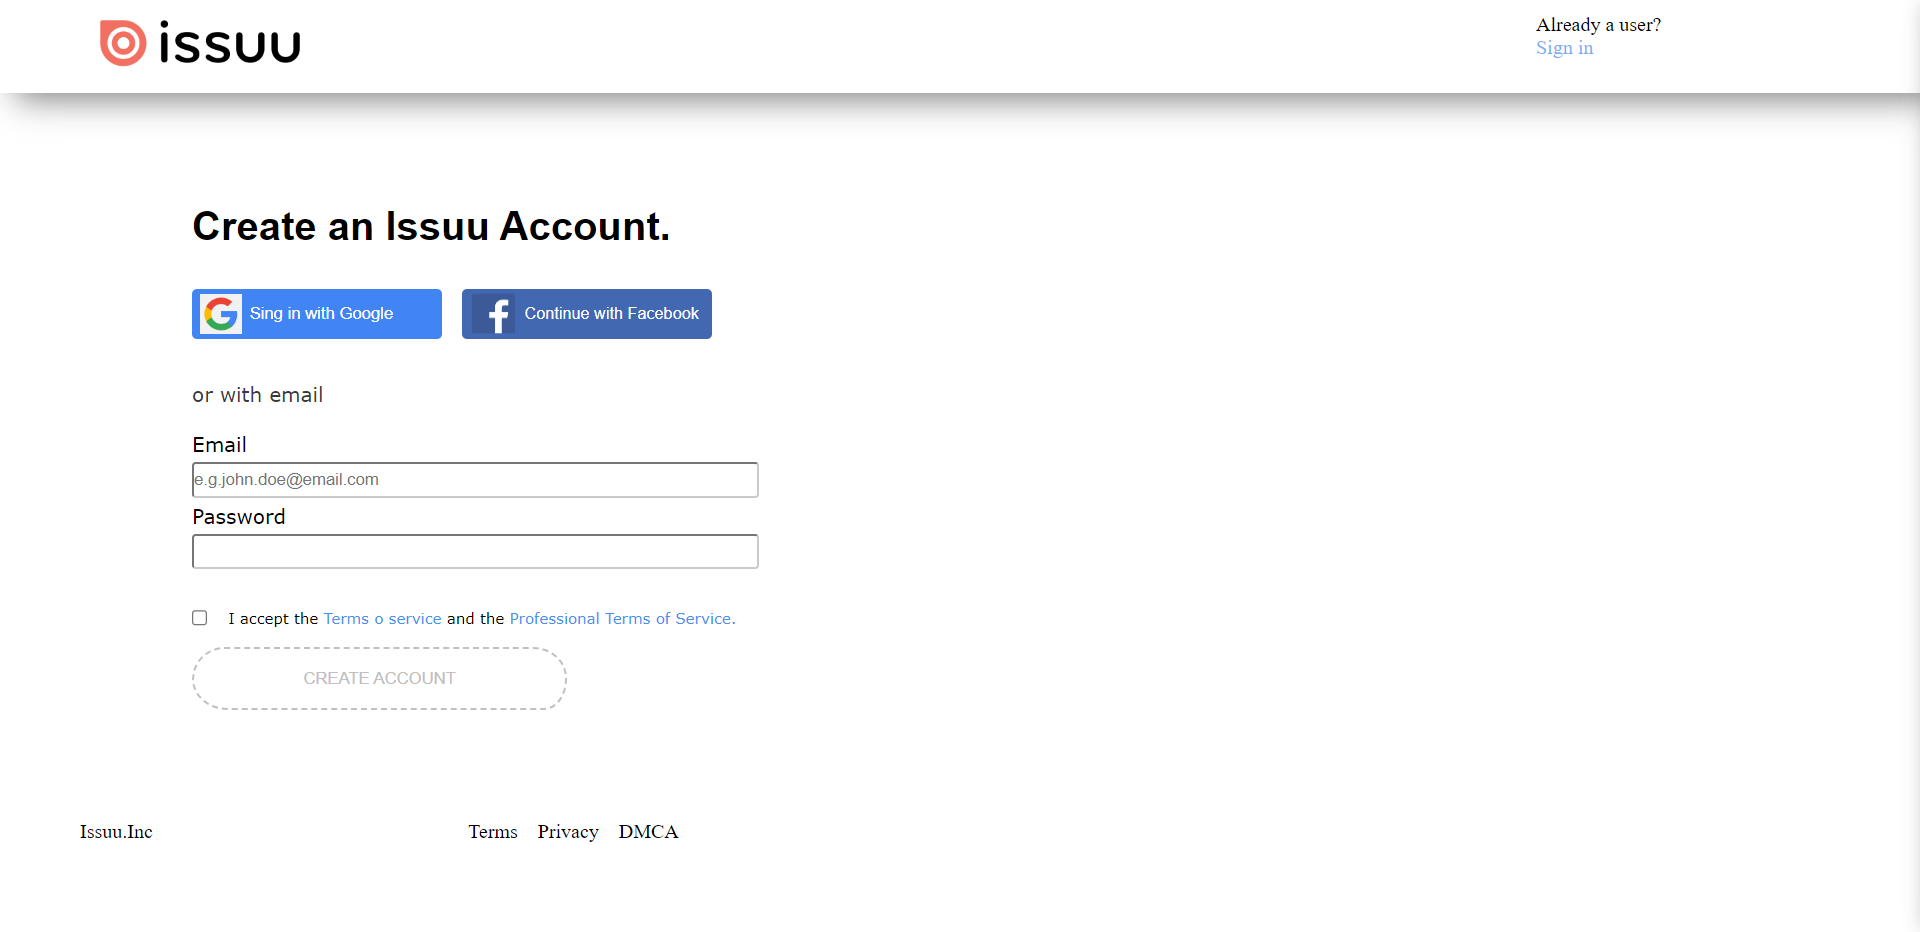 issuu
Already a user?
Sign in
Create an Issuu Account.
Sing in with Google
Continue with Facebook
or with email
Email
e.g.john.doe@email.com
Password
I accept the Terms o service and the Professional Terms of Service.
CREATE ACCOUNT
Issuu.Inc
Terms Privacy DMCA